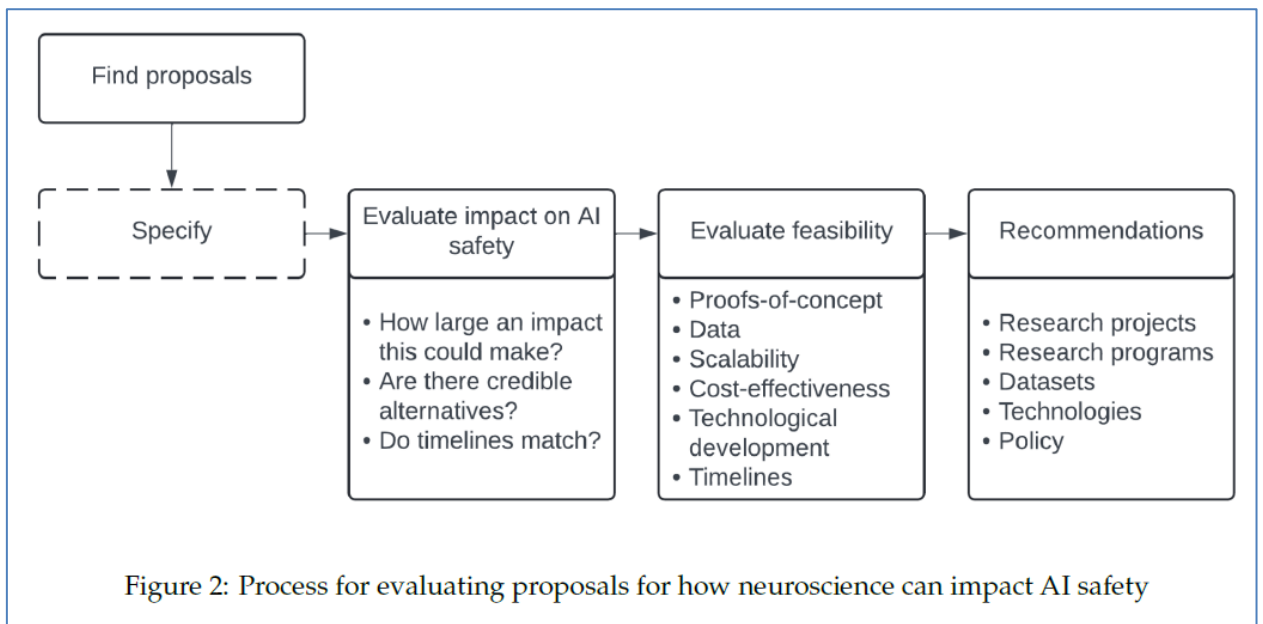 Find proposals
Specify
Evaluate impact on AI
safety
• How large an impact
this could make?
• Are there credible
alternatives?
• Do timelines match?
Evaluate feasibility
• Proofs-of-concept
• Data
• Scalability
• Cost-effectiveness
• Technological
development
• Timelines
Recommendations
• Research projects
• Research programs
• Datasets
• Technologies
• Policy
Figure 2: Process for evaluating proposals for how neuroscience can impact AI safety